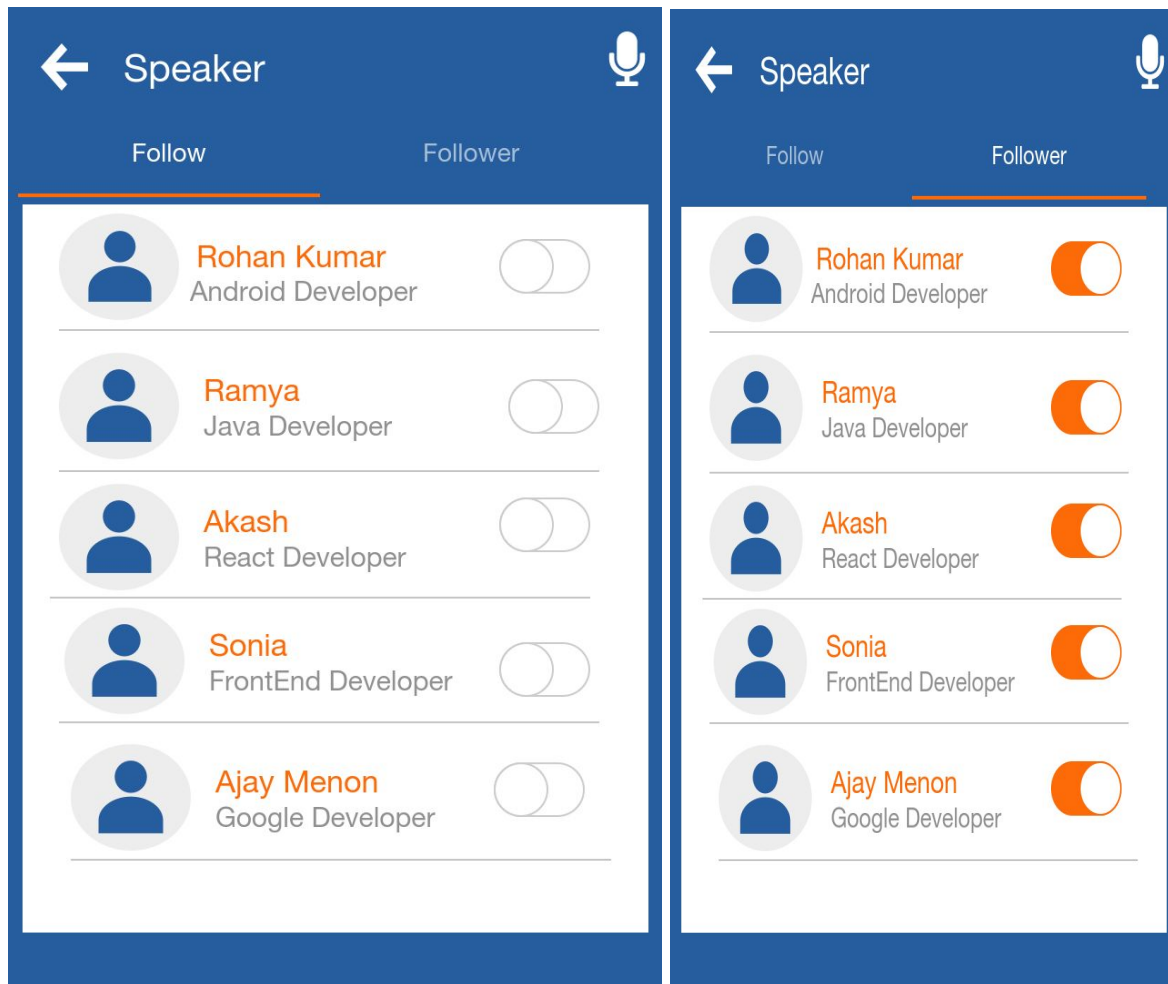 Speaker
Follow Follower
Rohan Kumar
Android Developer
Ramya
Java Developer
Akash
React Developer
Sonia
FrontEnd Developer
Ajay Menon
Google Developer
Speaker
Follow Follower
Rohan Kumar
Android Developer
Ramya
Java Developer
Akash
React Developer
Sonia
FrontEnd Developer
Ajay Menon
Google Developer